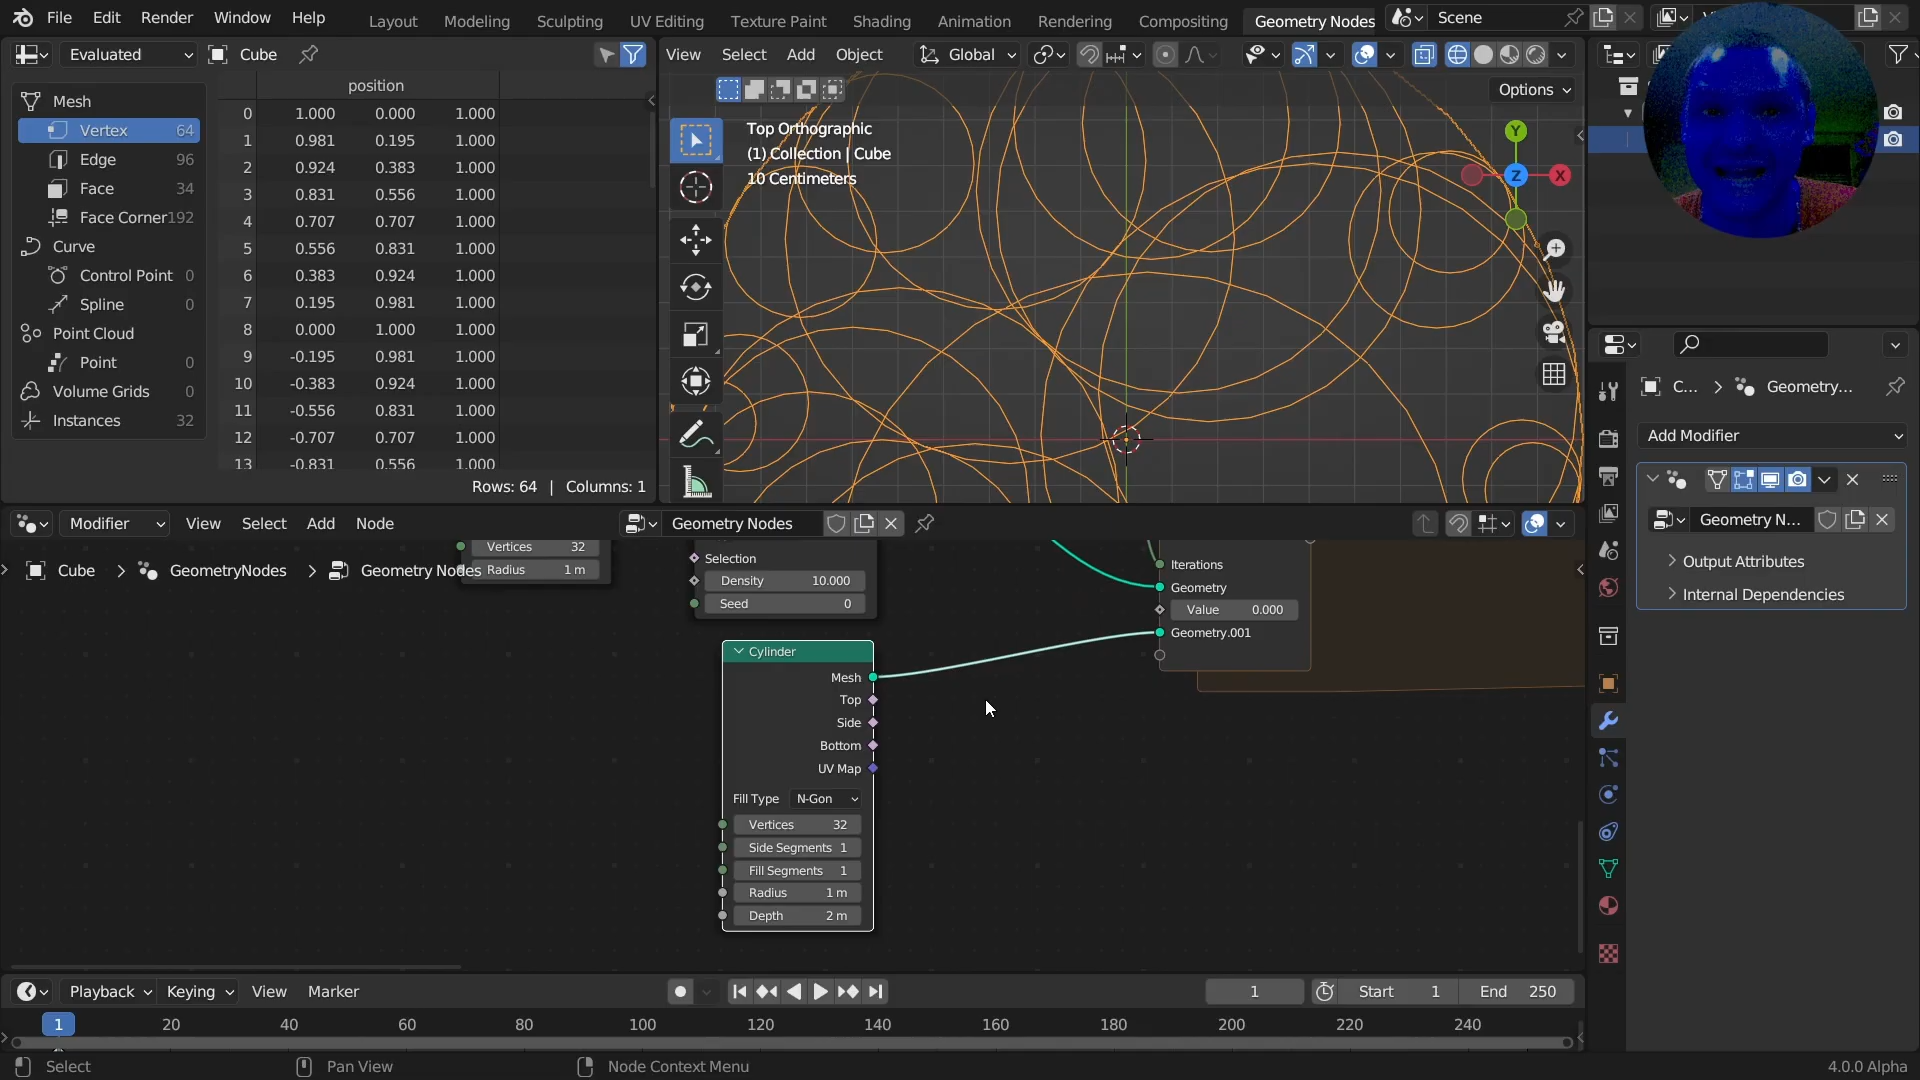 File Edit Render Window Help
Layout Modeling Sculpting UV Editing Texture Paint Shading Animation Rendering Compositing Geometry Nodes
Scene
Evaluated Cube
View Select Add Object Global
Options
position
Mesh
Vertex 64
Edge 96
Face 34
Face Corner 192
Curve
Control Point 0
Spline 0
Point Cloud
Point 0
Volume Grids 0
Instances 32
0 1.000 0.000 1.000
1 0.981 0.195 1.000
2 0.924 0.383 1.000
3 0.831 0.556 1.000
4 0.707 0.707 1.000
5 0.556 0.831 1.000
6 0.383 0.924 1.000
7 0.195 0.981 1.000
8 0.000 1.000 1.000
9 -0.195 0.981 1.000
10 -0.383 0.924 1.000
11 -0.556 0.831 1.000
12 -0.707 0.707 1.000
13 -0.831 0.556 1.000
Rows: 64 | Columns: 1
Top Orthographic
(1) Collection | Cube
10 Centimeters
Y
Z
X
C... Geometry...
Add Modifier
Geometry N...
Output Attributes
Internal Dependencies
Modifier View Select Add Node Geometry Nodes
Cube GeometryNodes Geometry Nodes
Vertices 32
Radius 1 m
Selection
Density 10.000
Seed 0
Iterations
Geometry
Value 0.000
Geometry.001
Cylinder
Mesh
Top
Side
Bottom
UV Map
Fill Type N-Gon
Vertices 32
Side Segments 1
Fill Segments 1
Radius 1 m
Depth 2 m
Playback Keying View Marker
1 Start 1 End 250
1 20 40 60 80 100 120 140 160 180 200 220 240
Select Pan View Node Context Menu 4.0.0 Alpha